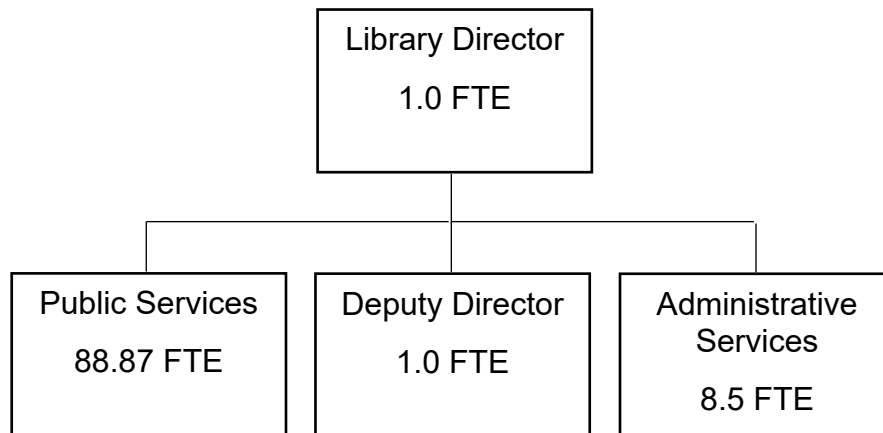 Library Director
1.0 FTE
Public Services
88.87 FTE
Deputy Director
1.0 FTE
Administrative
Services
8.5 FTE